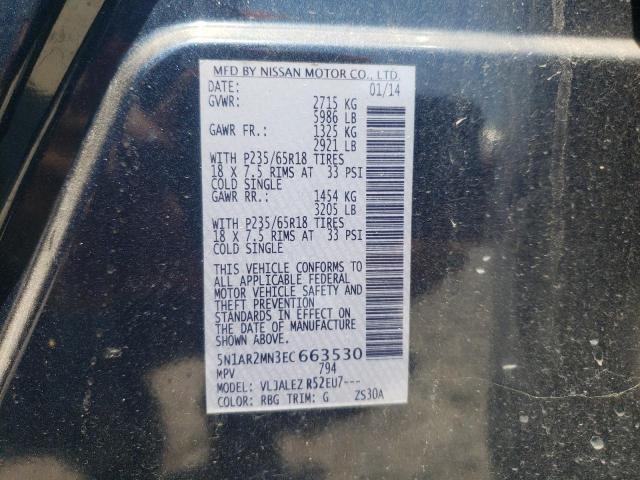 MFD BY NISSAN MOTOR CO., LTD.
DATE: 01/14
GVWR: 2715 KG
5986 LB
GAWR FR.: 1325 KG
2921 LB
WITH P235/65R18 TIRES
18 X 7.5 RIMS AT 33 PSI
COLD SINGLE
GAWR RR.: 1454 KG
3205 LB
WITH P235/65R18 TIRES
18 X 7.5 RIMS AT 33 PSI
COLD SINGLE
THIS VEHICLE CONFORMS TO
ALL APPLICABLE FEDERAL
MOTOR VEHICLE SAFETY AND
THEFT PREVENTION
STANDARDS IN EFFECT ON
THE DATE OF MANUFACTURE
SHOWN ABOVE.
5N1AR2MN3EC663530
MPV 794
MODEL: VLJALEZ R52EU7---
COLOR: RBG TRIM: G ZS30A